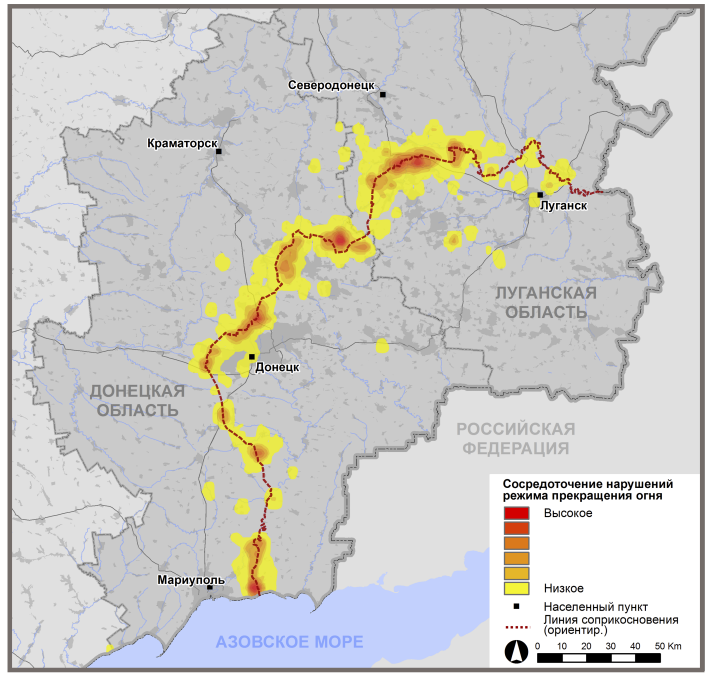 Северодонецк
Краматорск
Луганск
ЛУГАНСКАЯ
ОБЛАСТЬ
Донецк
ДОНЕЦКАЯ
ОБЛАСТЬ
РОССИЙСКАЯ
ФЕДЕРАЦИЯ
Мариуполь
АЗОВСКОЕ МОРЕ
Сосредоточение нарушений
режима прекращения огня
Высокое
Низкое
Населенный пункт
Линия соприкосновения
(ориентир.)
0 10 20 30 40 50 Km